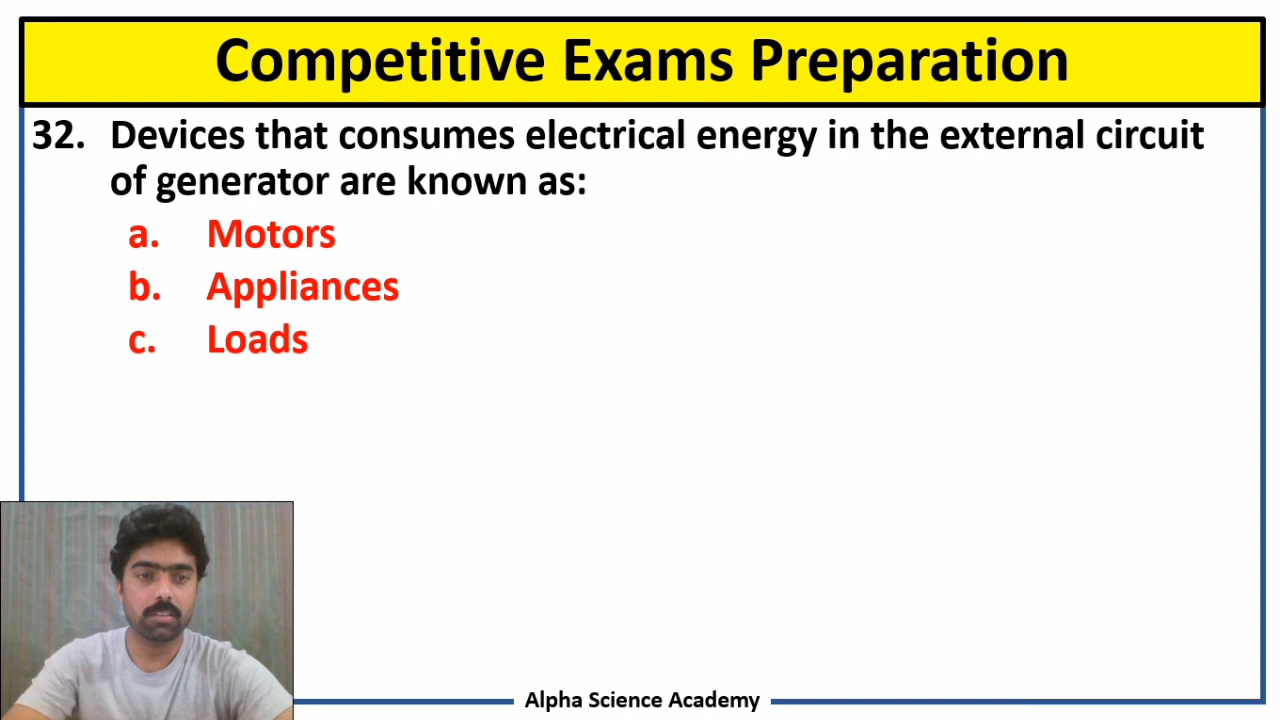 Competitive Exams Preparation
32. Devices that consumes electrical energy in the external circuit
of generator are known as:
a. Motors
b. Appliances
c. Loads
Alpha Science Academy